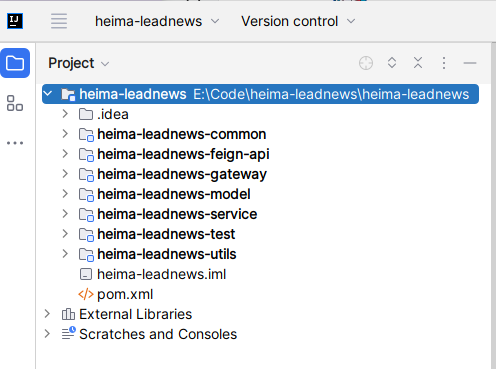 IJ heima-leadnews Version control
Project
heima-leadnews E:\Code\heima-leadnews\heima-leadnews
.idea
heima-leadnews-common
heima-leadnews-feign-api
heima-leadnews-gateway
heima-leadnews-model
heima-leadnews-service
heima-leadnews-test
heima-leadnews-utils
heima-leadnews.iml
</> pom.xml
External Libraries
Scratches and Consoles